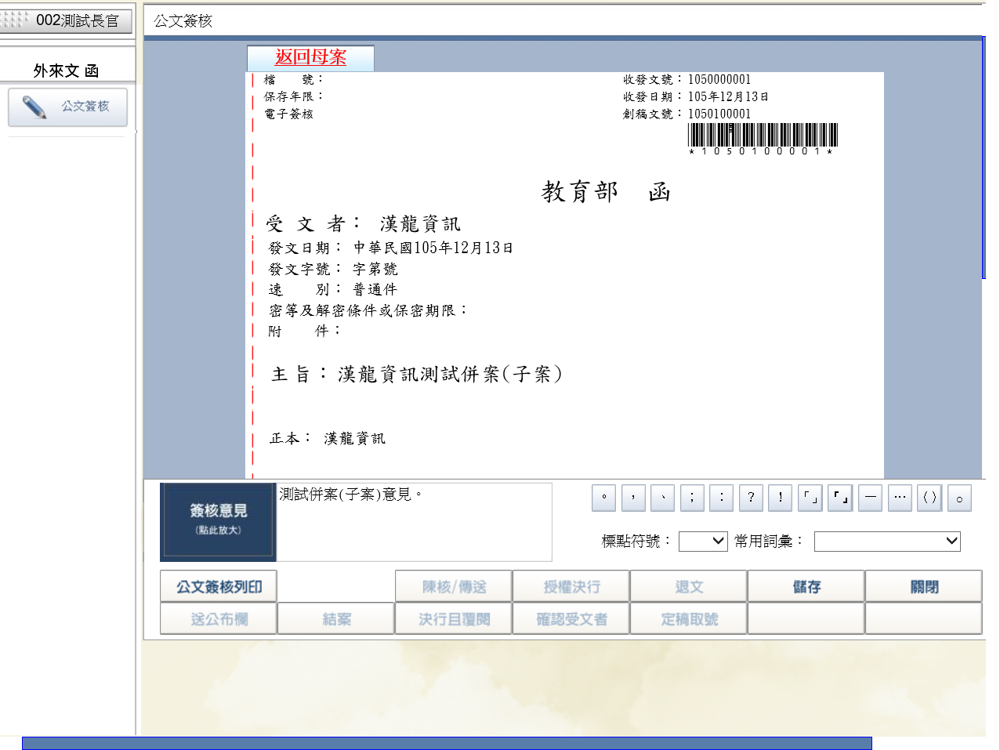 002測試長官
外來文 函
公文簽核
公文簽核
返回母案
檔　　號：
保存年限：
電子簽核
收發文號：1050000001
收發日期：105年12月13日
創稿文號：1050100001
*1050100001*
教育部　函
受 文 者： 漢龍資訊
發文日期： 中華民國105年12月13日
發文字號： 字第號
速　　別： 普通件
密等及解密條件或保密期限：
附　　件：
主旨：漢龍資訊測試併案(子案)
正本： 漢龍資訊
簽核意見
(點此放大)
測試併案(子案)意見。
。 ， 、 ； ： ? ! 「」 『』 — … () 。
標點符號： 常用詞彙：
公文簽核列印 陳核/傳送 授權決行 退文 儲存 關閉
送公布欄 結案 決行且覆閱 確認受文者 定稿取號